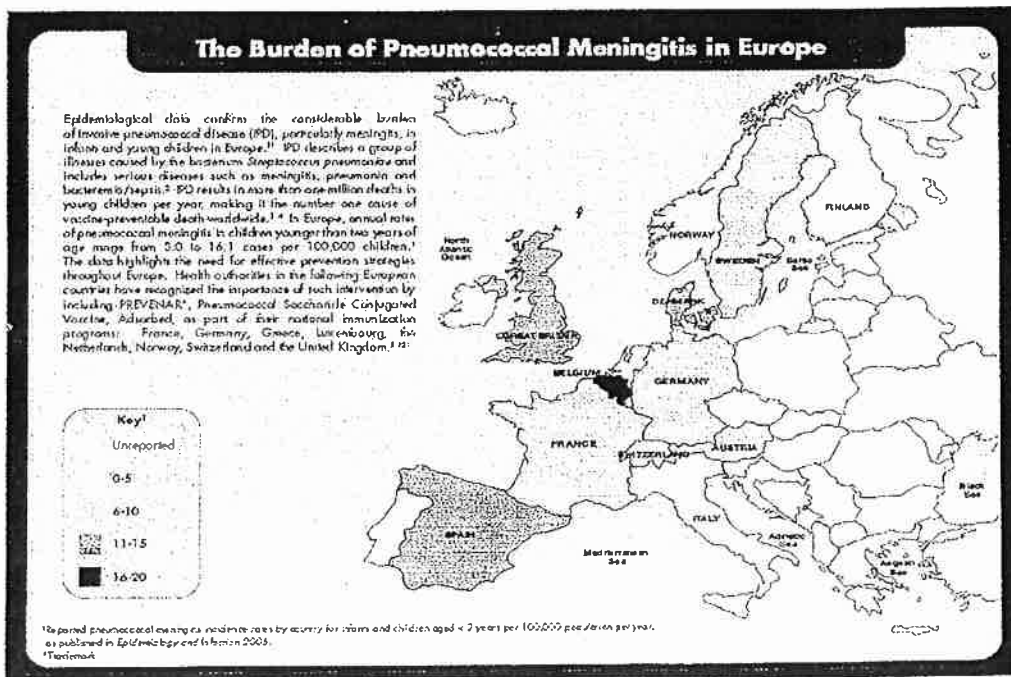 The Burden of Pneumococcal Meningitis in Europe
Epidemiological data confirm the considerable burden
of invasive pneumococcal disease (IPD), particularly meningitis, in
infants and young children in Europe. IPD describes a group of
illnesses caused by the bacterium Streptococcus pneumoniae and
includes serious diseases such as meningitis, pneumonia and
bacteremia/sepsis. IPD results in more than one million deaths in
young children per year, making it the number one cause of
vaccine-preventable death worldwide. In Europe, annual rates
of pneumococcal meningitis in children younger than two years of
age range from to 16.1 cases per 100,000 children.
The data highlights the need for effective prevention strategies
throughout Europe. Health authorities in the following European
countries have recognized the importance of such intervention by
including PREVENAR*, Pneumococcal Saccharide Conjugated
Vaccine, Adsorbed, as part of their national immunization
programs: France, Germany, Greece, Luxembourg, the
Netherlands, Norway, Switzerland and the United Kingdom.
North
Atlantic
Ocean
NORWAY
SWEDEN
FINLAND
Baltic
Sea
DENMARK
GREAT BRITAIN
BELGIUM
GERMANY
FRANCE
SWITZERLAND
AUSTRIA
ITALY
SPAIN
Mediterranean
Sea
Adriatic
Sea
Aegean
Sea
Black
Sea
Key¹
Unreported
0-5
6-10
11-15
16-20
¹Reported pneumococcal meningitis incidence rates by country for infants and children aged < 2 years per 100,000 population per year,
as published in Epidemiology and Infection 2005.
*Trademark